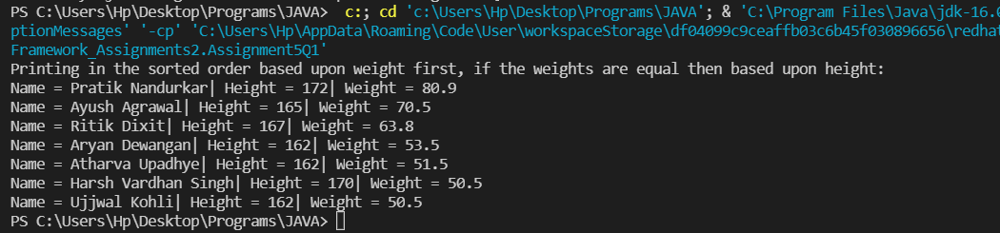 PS C:\Users\Hp\Desktop\Programs\JAVA>  c:; cd 'c:\Users\Hp\Desktop\Programs\JAVA'; & 'C:\Program Files\Java\jdk-16.0
ptionMessages' '-cp' 'C:\Users\Hp\AppData\Roaming\Code\User\workspaceStorage\df04099c9ceaffb03c6b45f030896656\redhat
Framework_Assignments2.Assignment5Q1'
Printing in the sorted order based upon weight first, if the weights are equal then based upon height:
Name = Pratik Nandurkar| Height = 172| Weight = 80.9
Name = Ayush Agrawal| Height = 165| Weight = 70.5
Name = Ritik Dixit| Height = 167| Weight = 63.8
Name = Aryan Dewangan| Height = 162| Weight = 53.5
Name = Atharva Upadhye| Height = 162| Weight = 51.5
Name = Harsh Vardhan Singh| Height = 170| Weight = 50.5
Name = Ujjwal Kohli| Height = 162| Weight = 50.5
PS C:\Users\Hp\Desktop\Programs\JAVA>